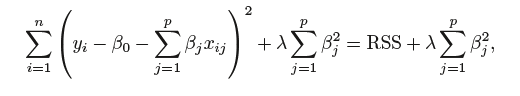 $$\sum_{i=1}^{n} \left( y_i - \beta_0 - \sum_{j=1}^{p} \beta_j x_{ij} \right)^2 + \lambda \sum_{j=1}^{p} \beta_j^2 = \mathrm{RSS} + \lambda \sum_{j=1}^{p} \beta_j^2,$$